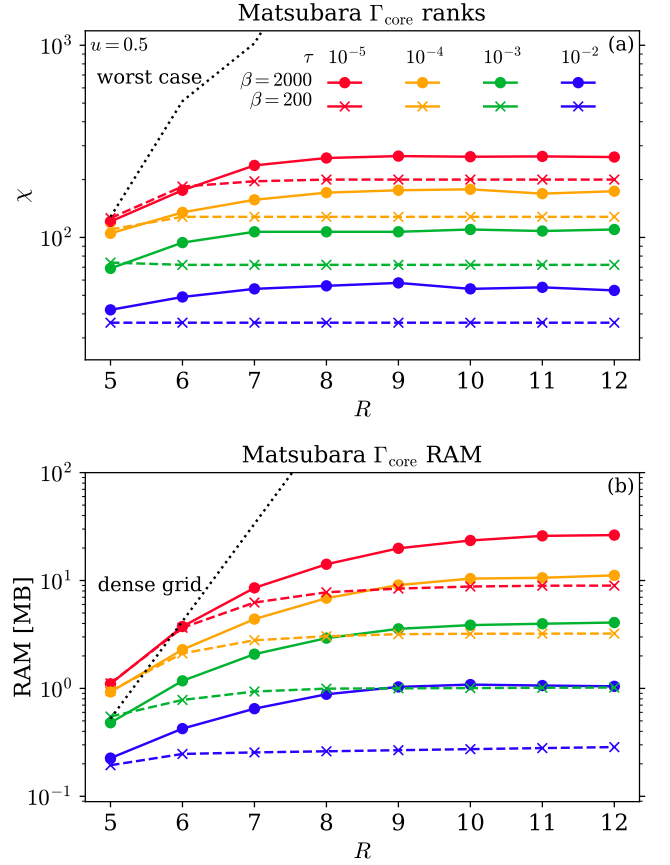 Matsubara Γcore ranks
u = 0.5
(a)
worst case
τ 10⁻⁵ 10⁻⁴ 10⁻³ 10⁻²
β = 2000
β = 200
10³
10²
χ
5 6 7 8 9 10 11 12
R
Matsubara Γcore RAM
(b)
dense grid
10²
10¹
10⁰
10⁻¹
RAM [MB]
5 6 7 8 9 10 11 12
R